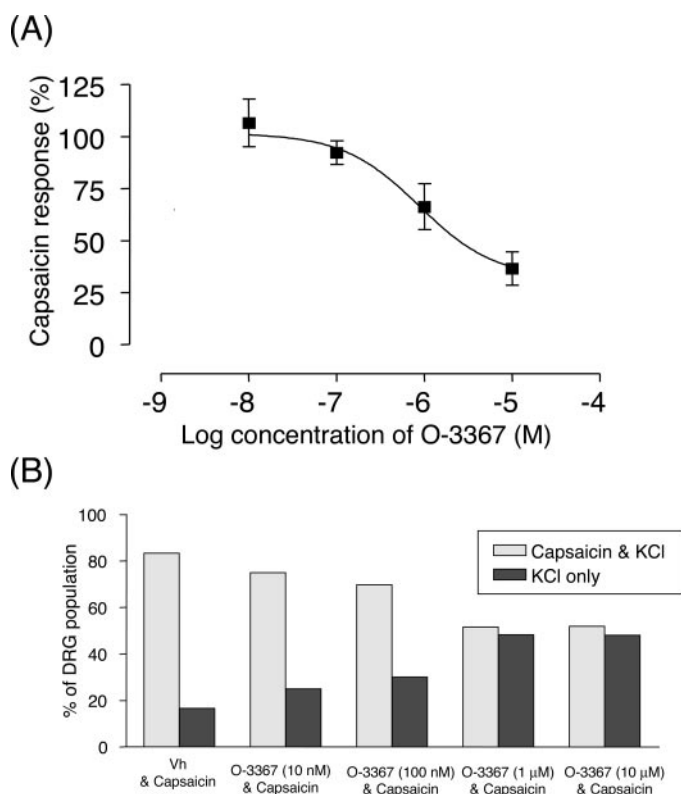 (A)
125
100
75
50
25
0
Capsaicin response (%)
-9 -8 -7 -6 -5 -4
Log concentration of O-3367 (M)
(B)
100
80
60
40
20
0
% of DRG population
Capsaicin & KCl
KCl only
Vh
& Capsaicin
O-3367 (10 nM)
& Capsaicin
O-3367 (100 nM)
& Capsaicin
O-3367 (1 μM)
& Capsaicin
O-3367 (10 μM)
& Capsaicin